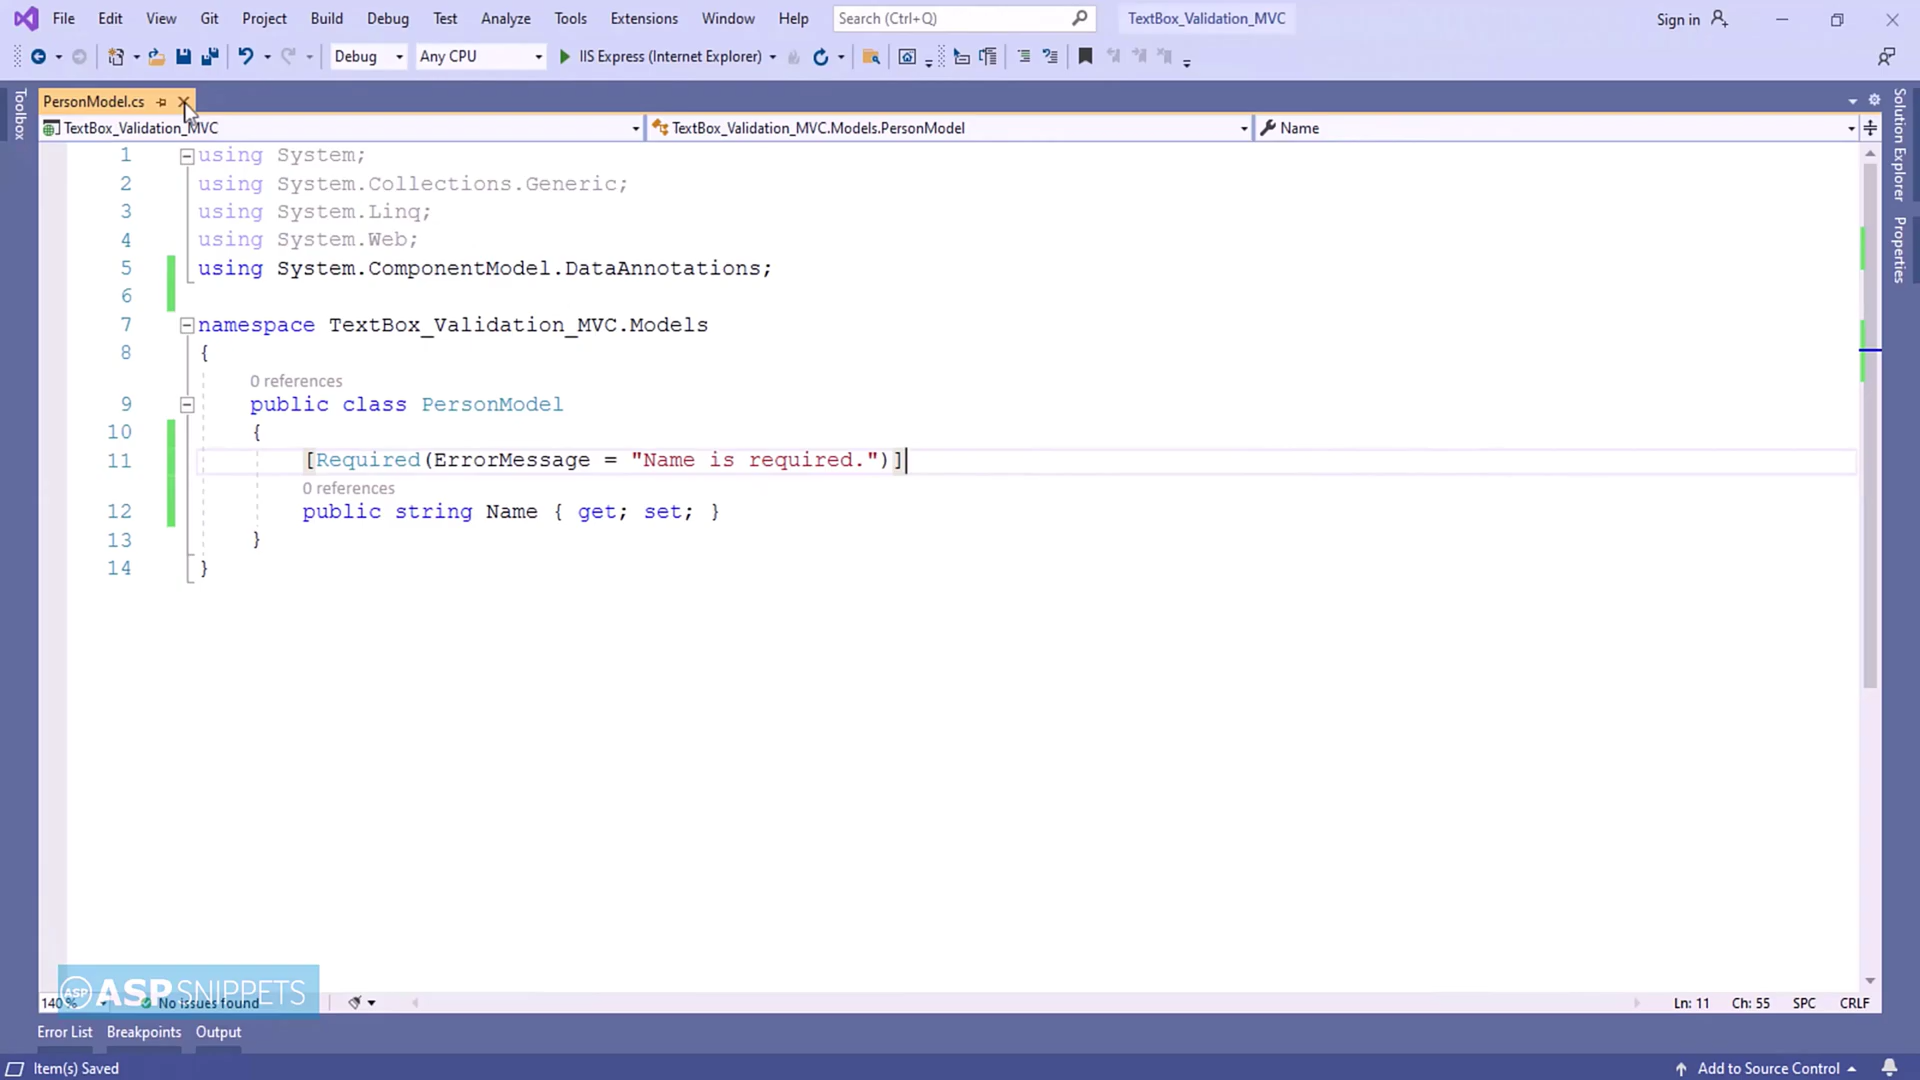 File Edit View Git Project Build Debug Test Analyze Tools Extensions Window Help Search (Ctrl+Q) TextBox_Validation_MVC Sign in
Debug Any CPU IIS Express (Internet Explorer)
Toolbox
PersonModel.cs
TextBox_Validation_MVC TextBox_Validation_MVC.Models.PersonModel Name
Solution Explorer
Properties
1 using System;
2 using System.Collections.Generic;
3 using System.Linq;
4 using System.Web;
5 using System.ComponentModel.DataAnnotations;
6
7 namespace TextBox_Validation_MVC.Models
8 {
0 references
9 public class PersonModel
10 {
11 [Required(ErrorMessage = "Name is required.")]
0 references
12 public string Name { get; set; }
13 }
14 }
ASP ASPSNIPPETS
140 % No issues found Ln: 11 Ch: 55 SPC CRLF
Error List Breakpoints Output
Item(s) Saved Add to Source Control